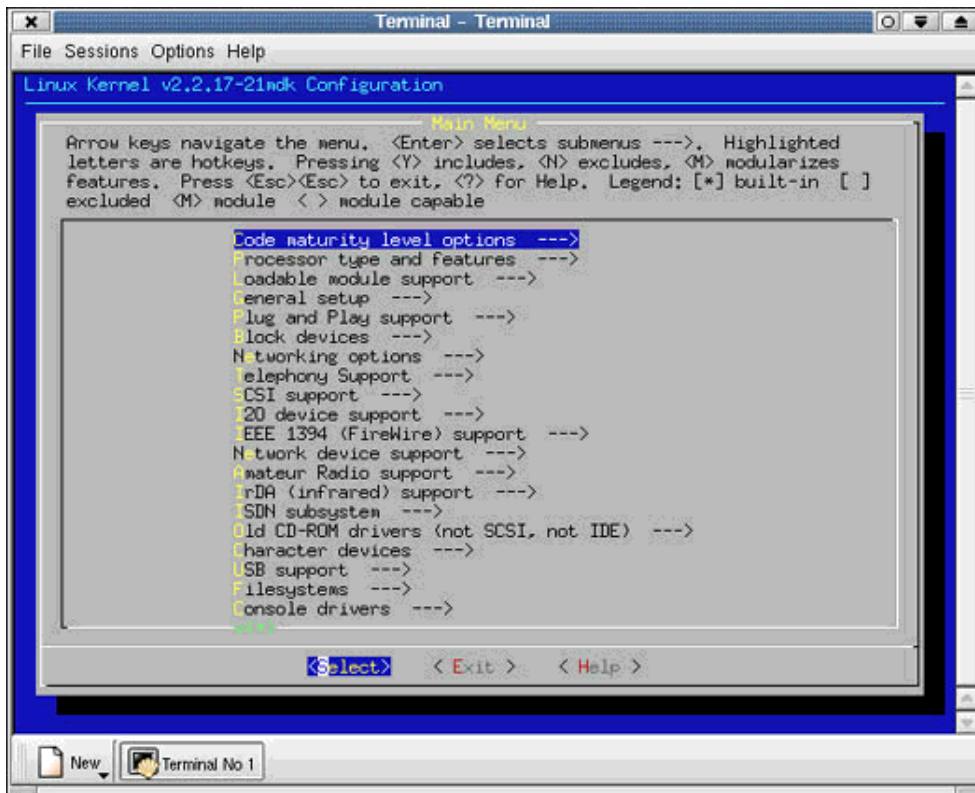 Terminal - Terminal
File Sessions Options Help
Linux Kernel v2.2.17-21mdk Configuration
Main Menu
Arrow keys navigate the menu. <Enter> selects submenus --->. Highlighted
letters are hotkeys. Pressing <Y> includes, <N> excludes, <M> modularizes
features. Press <Esc><Esc> to exit, <?> for Help. Legend: [*] built-in [ ]
excluded <M> module < > module capable
Code maturity level options --->
Processor type and features --->
Loadable module support --->
General setup --->
Plug and Play support --->
Block devices --->
Networking options --->
Telephony Support --->
SCSI support --->
I2O device support --->
IEEE 1394 (FireWire) support --->
Network device support --->
Amateur Radio support --->
IrDA (infrared) support --->
ISDN subsystem --->
Old CD-ROM drivers (not SCSI, not IDE) --->
Character devices --->
USB support --->
Filesystems --->
Console drivers --->
<Select> < Exit > < Help >
New Terminal No 1